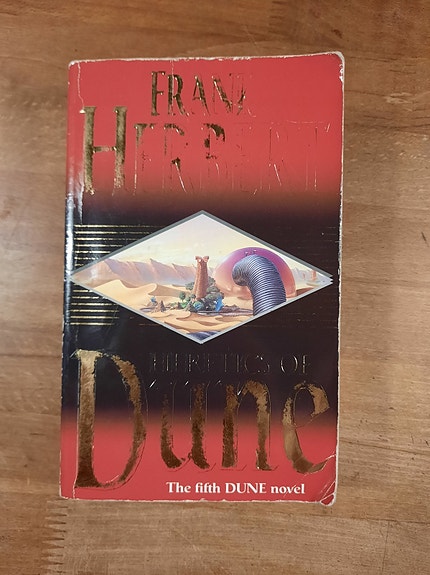 FRANK
HERBERT
HERETICS OF
Dune
The fifth DUNE novel